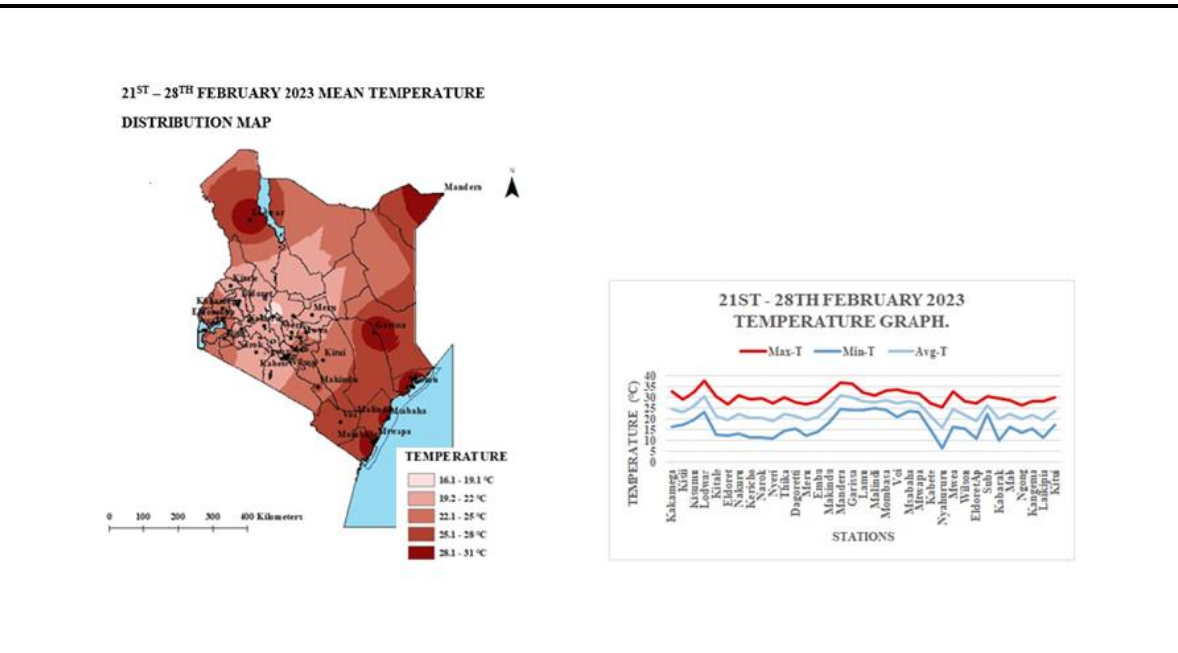 21ST – 28TH FEBRUARY 2023 MEAN TEMPERATURE
DISTRIBUTION MAP
N
Mandera
Lodwar
Kitale
Eldoret
Meru
Garissa
Kitui
Kabete
Makindu
Lamu
Voi
Malindi
Msabaha
Mtwapa
TEMPERATURE
16.1 - 19.1 °C
19.2 - 22 °C
22.1 - 25 °C
25.1 - 28 °C
28.1 - 31 °C
0 100 200 300 400 Kilometers
21ST - 28TH FEBRUARY 2023
TEMPERATURE GRAPH.
Max-T Min-T Avg-T
TEMPERATURE (°C)
40
35
30
25
20
15
10
5
0
Kakamega
Kisii
Kisumu
Lodwar
Kitale
Eldoret
Nakuru
Kericho
Narok
Nyeri
Thika
Dagoretti
Meru
Embu
Makindu
Mandera
Garissa
Lamu
Malindi
Mombasa
Voi
Msabaha
Mtwapa
Kabete
Nyahururu
Mwea
Wilson
EldoretAp
Suba
Kabarak
Mab
Ngong
Kangema
Laikipia
Kitui
STATIONS